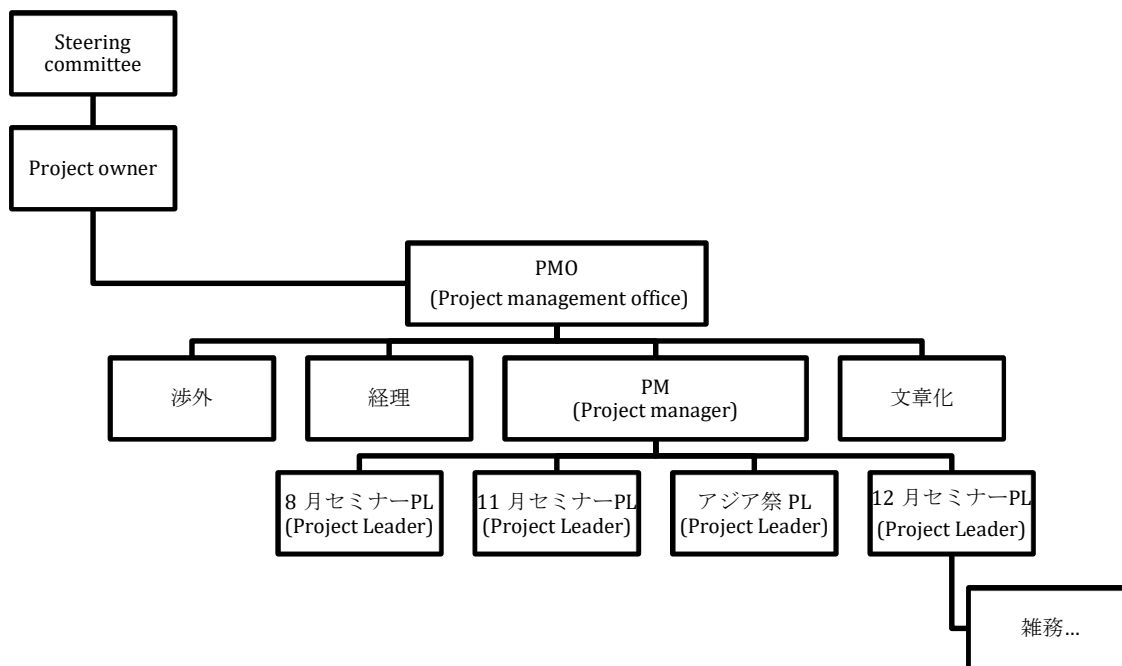 Steering
committee
Project owner
PMO
(Project management office)
渉外
経理
PM
(Project manager)
文章化
8 月セミナーPL
(Project Leader)
11 月セミナーPL
(Project Leader)
アジア祭 PL
(Project Leader)
12 月セミナーPL
(Project Leader)
雑務...